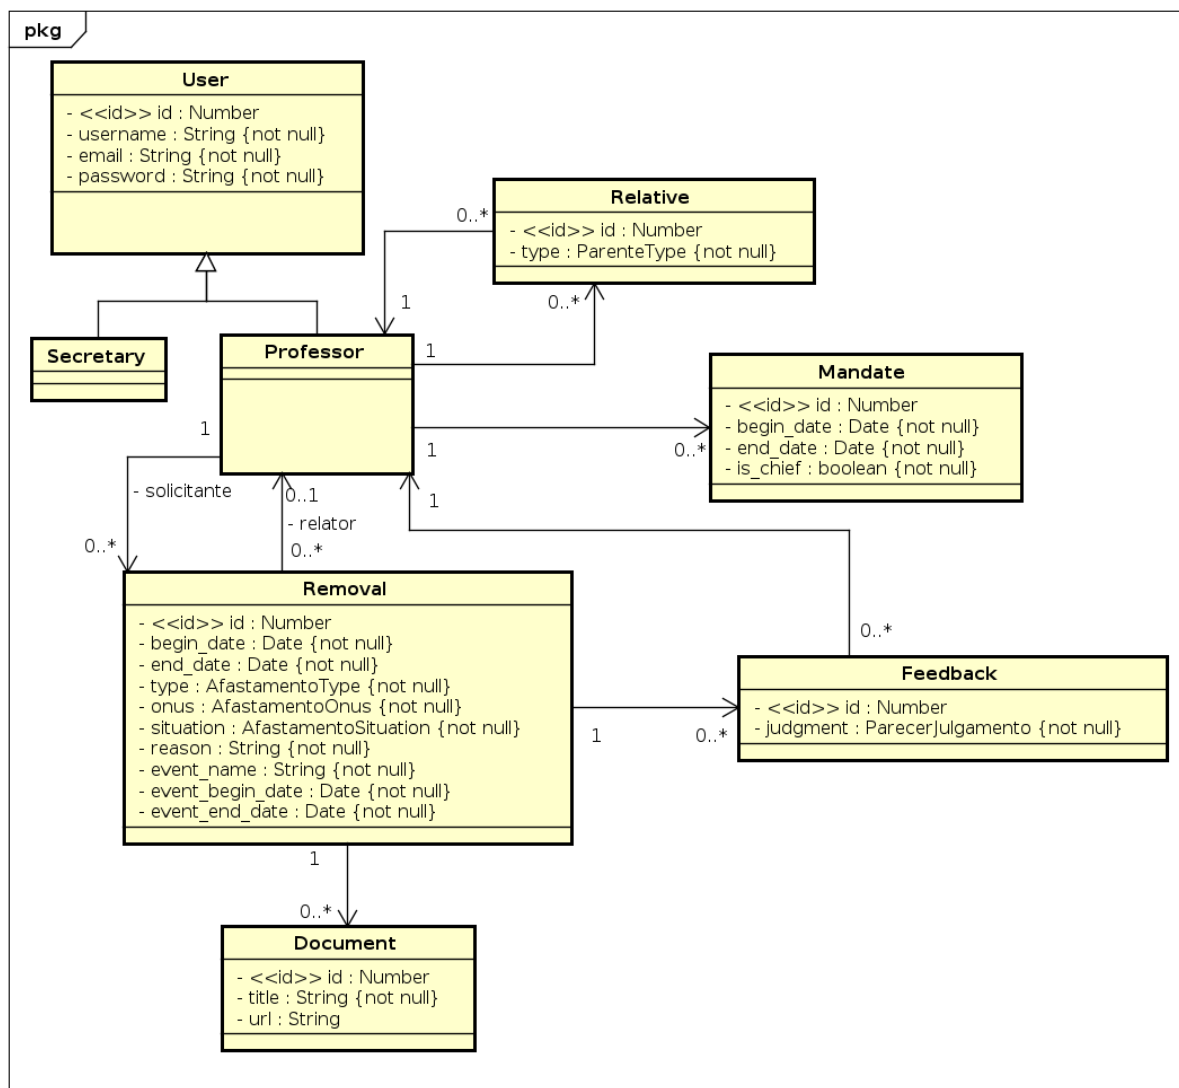 pkg
User
- <<id>> id : Number
- username : String {not null}
- email : String {not null}
- password : String {not null}
Relative
- <<id>> id : Number
- type : ParenteType {not null}
0..*
1
0..*
1
Secretary
Professor
Mandate
- <<id>> id : Number
- begin_date : Date {not null}
- end_date : Date {not null}
- is_chief : boolean {not null}
1
1
0..*
- solicitante
0..*
0..1
- relator
0..*
1
0..*
Removal
- <<id>> id : Number
- begin_date : Date {not null}
- end_date : Date {not null}
- type : AfastamentoType {not null}
- onus : AfastamentoOnus {not null}
- situation : AfastamentoSituation {not null}
- reason : String {not null}
- event_name : String {not null}
- event_begin_date : Date {not null}
- event_end_date : Date {not null}
Feedback
- <<id>> id : Number
- judgment : ParecerJulgamento {not null}
1
0..*
1
0..*
Document
- <<id>> id : Number
- title : String {not null}
- url : String